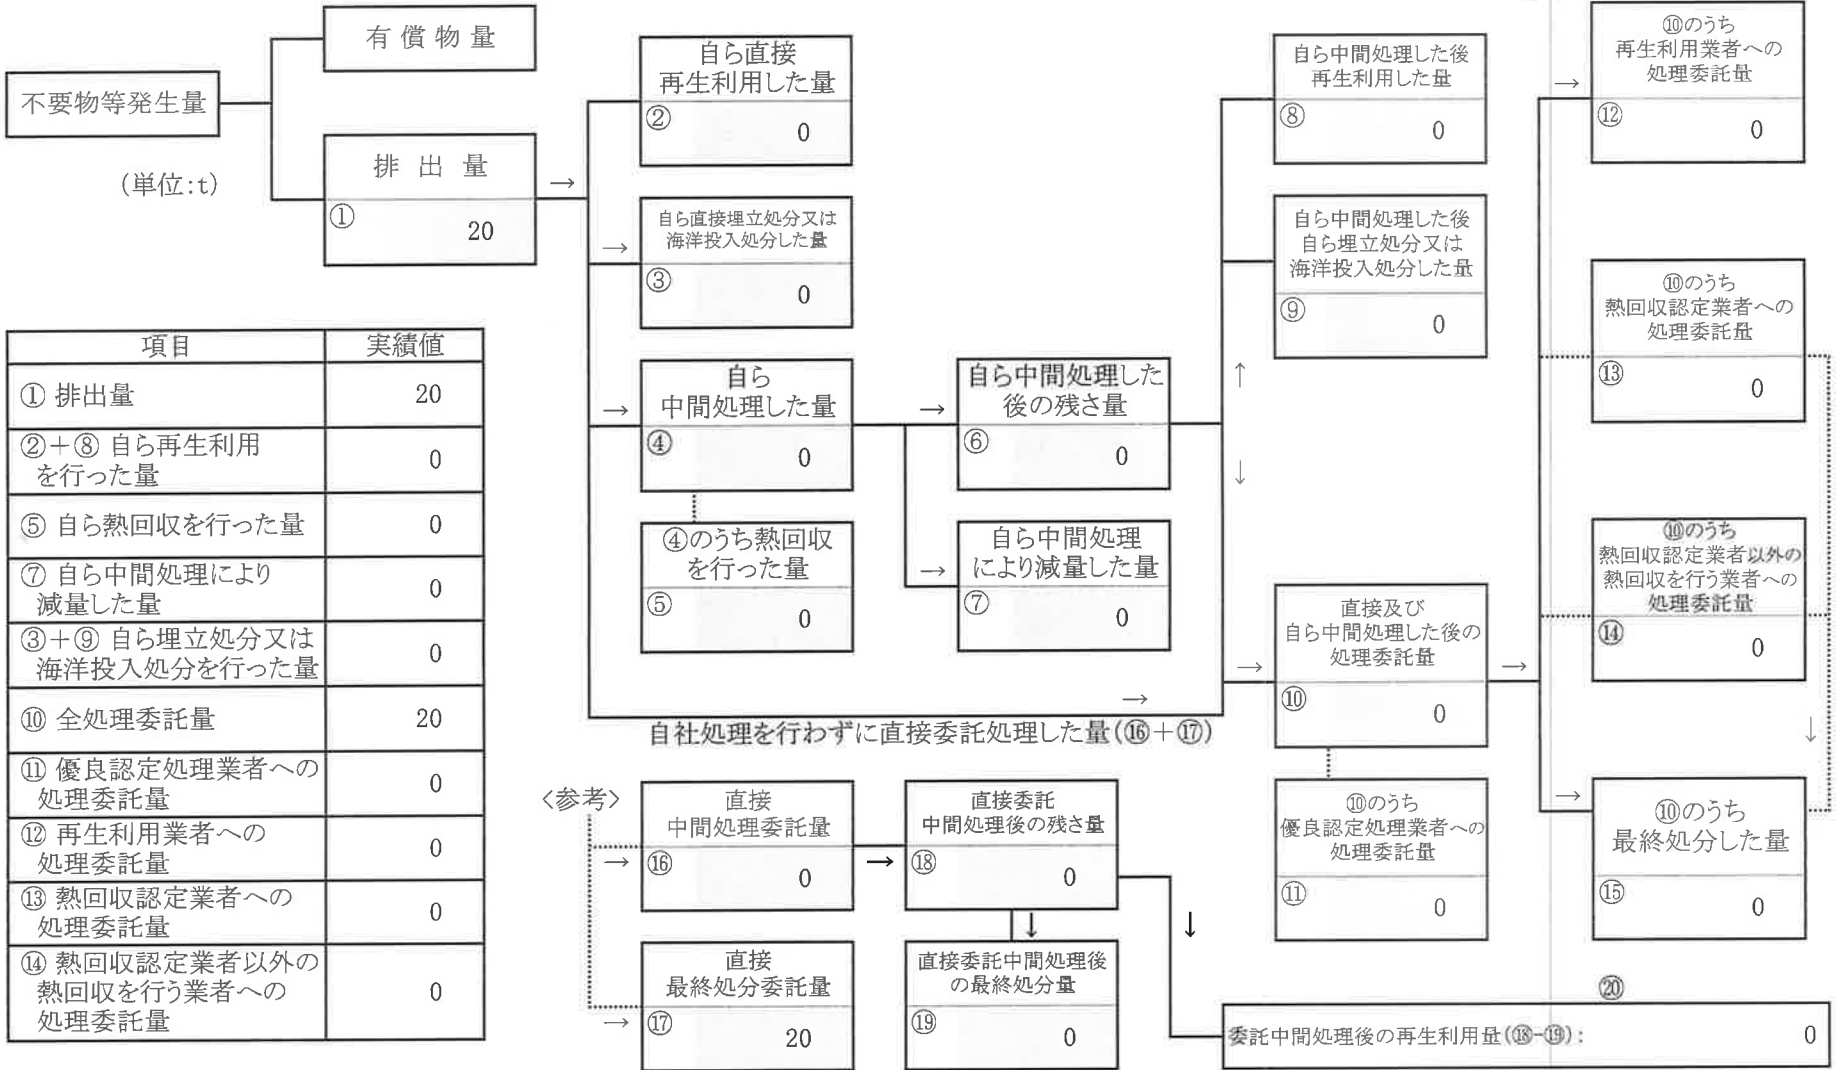 不要物等発生量
有償物量
排出量
① 20
(単位:t)
自ら直接
再生利用した量
② 0
自ら直接埋立処分又は
海洋投入処分した量
③ 0
自ら
中間処理した量
④ 0
④のうち熱回収
を行った量
⑤ 0
自ら中間処理した
後の残さ量
⑥ 0
自ら中間処理
により減量した量
⑦ 0
自ら中間処理した後
再生利用した量
⑧ 0
自ら中間処理した後
自ら埋立処分又は
海洋投入処分した量
⑨ 0
直接及び
自ら中間処理した後の
処理委託量
⑩ 0
⑩のうち
優良認定処理業者への
処理委託量
⑪ 0
⑩のうち
再生利用業者への
処理委託量
⑫ 0
⑩のうち
熱回収認定業者への
処理委託量
⑬ 0
⑩のうち
熱回収認定業者以外の
熱回収を行う業者への
処理委託量
⑭ 0
⑩のうち
最終処分した量
⑮ 0
自社処理を行わずに直接委託処理した量(⑯+⑰)
〈参考〉
直接
中間処理委託量
⑯ 0
直接
最終処分委託量
⑰ 20
直接委託
中間処理後の残さ量
⑱ 0
直接委託中間処理後
の最終処分量
⑲ 0
⑳
委託中間処理後の再生利用量(⑱-⑲): 0
項目 実績値
① 排出量 20
②+⑧ 自ら再生利用
を行った量 0
⑤ 自ら熱回収を行った量 0
⑦ 自ら中間処理により
減量した量 0
③+⑨ 自ら埋立処分又は
海洋投入処分を行った量 0
⑩ 全処理委託量 20
⑪ 優良認定処理業者への
処理委託量 0
⑫ 再生利用業者への
処理委託量 0
⑬ 熱回収認定業者への
処理委託量 0
⑭ 熱回収認定業者以外の
熱回収を行う業者への
処理委託量 0